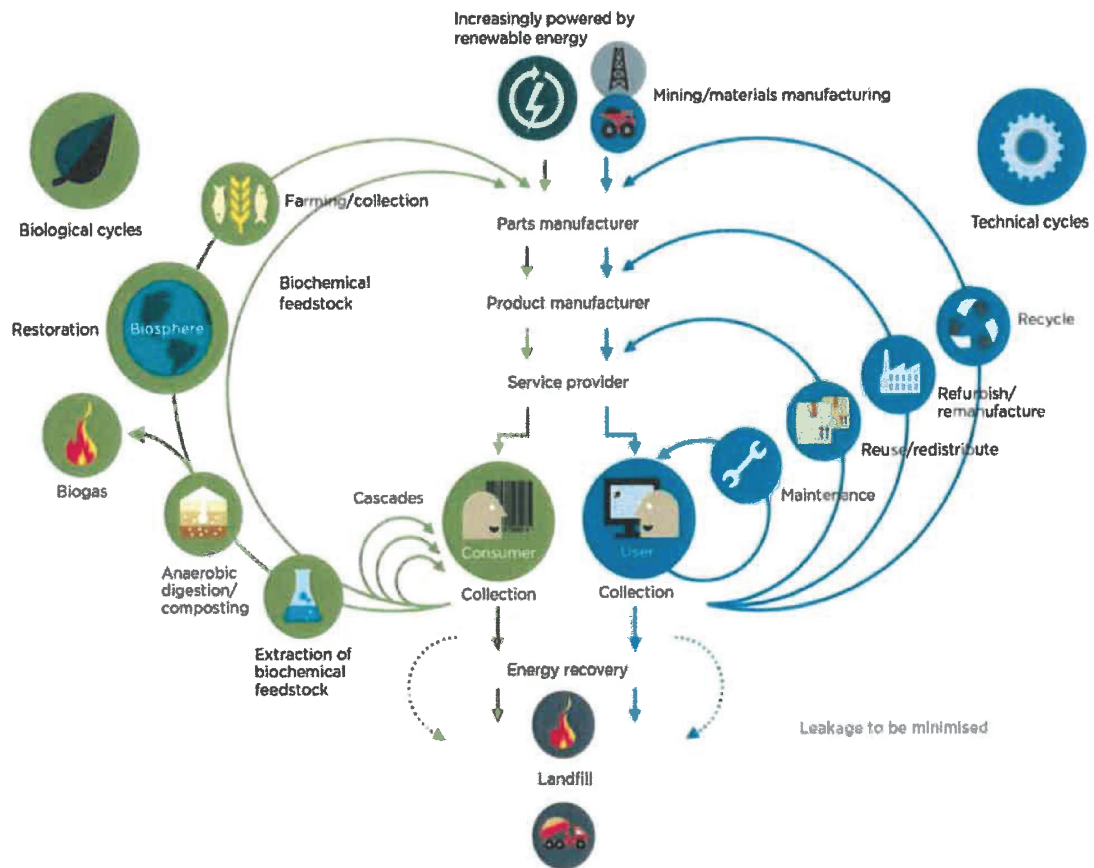 Increasingly powered by
renewable energy
Mining/materials manufacturing
Biological cycles
Farming/collection
Technical cycles
Parts manufacturer
Biochemical
feedstock
Restoration
Biosphere
Product manufacturer
Recycle
Service provider
Refurbish/
remanufacture
Reuse/redistribute
Biogas
Cascades
Maintenance
Consumer
User
Anaerobic
digestion/
composting
Collection
Collection
Extraction of
biochemical
feedstock
Energy recovery
Leakage to be minimised
Landfill